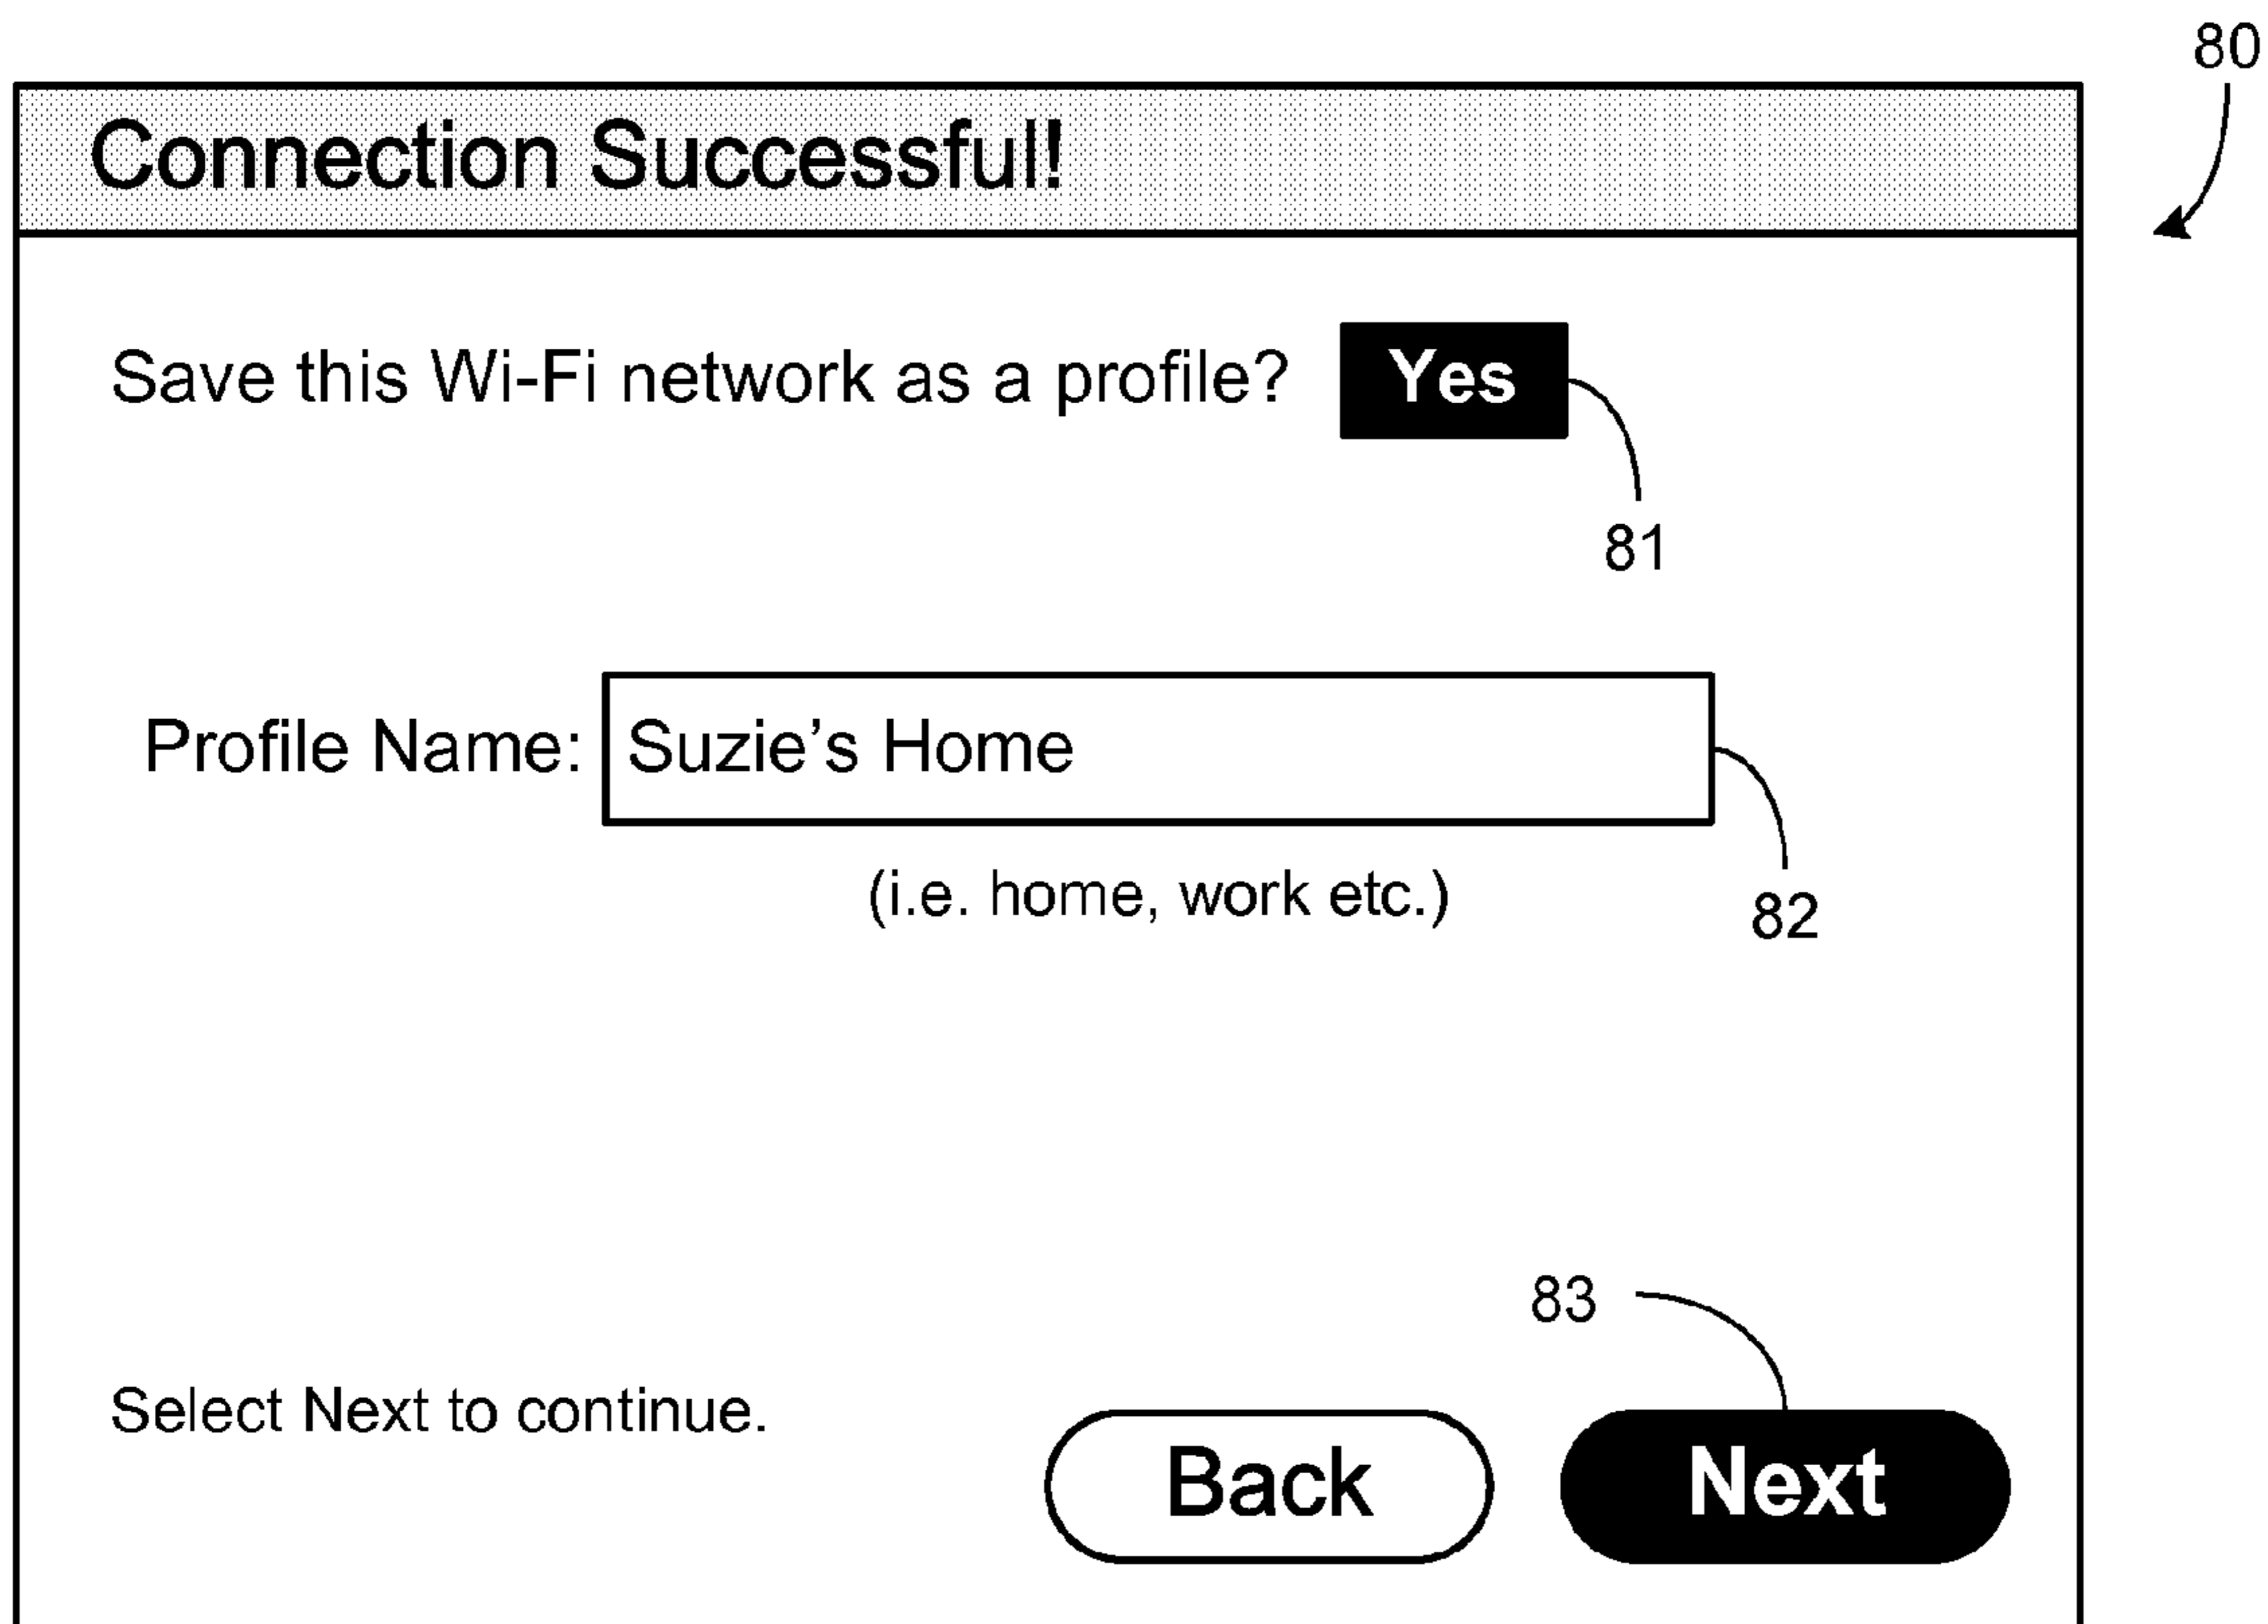 80
Connection Successful!
Save this Wi-Fi network as a profile? Yes
81
Profile Name: Suzie’s Home
(i.e. home, work etc.)
82
83
Select Next to continue.
Back Next